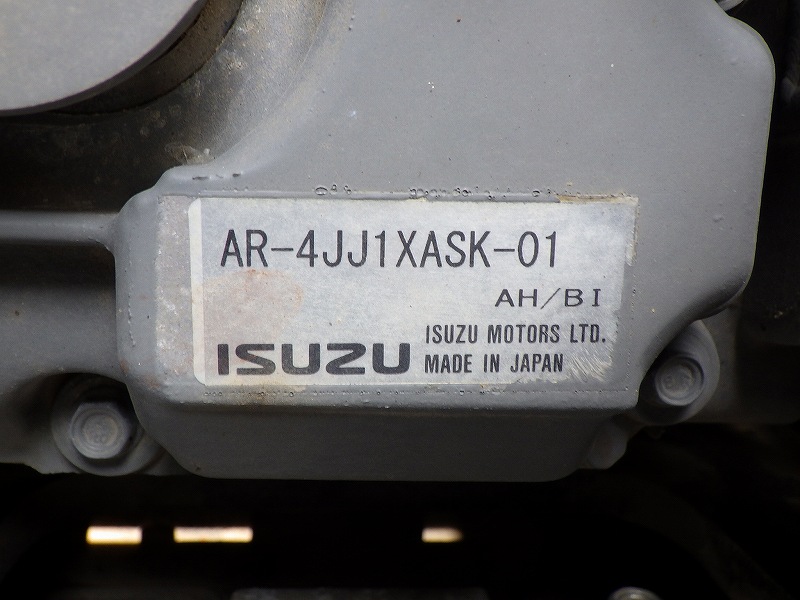 AR-4JJ1XASK-01
AH/BI
ISUZU
ISUZU MOTORS LTD.
MADE IN JAPAN